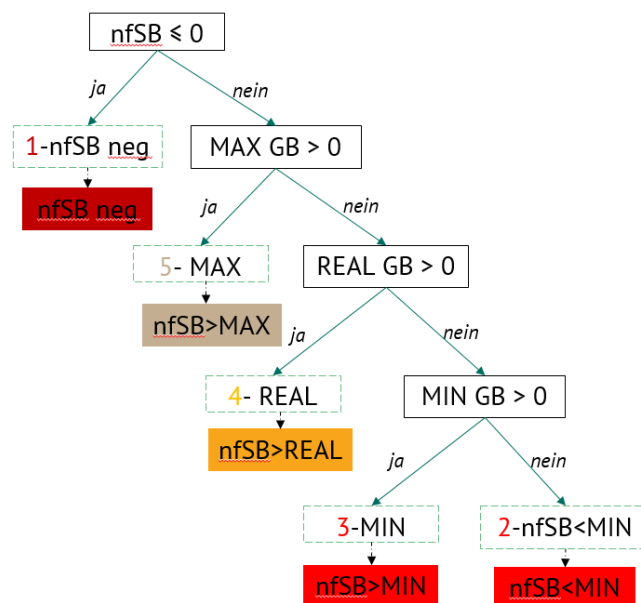 nfSB ≤ 0
ja
nein
1-nfSB neg
MAX GB > 0
nfSB neg
ja
nein
5- MAX
REAL GB > 0
nfSB>MAX
ja
nein
4- REAL
MIN GB > 0
nfSB>REAL
ja
nein
3-MIN
2-nfSB<MIN
nfSB>MIN
nfSB<MIN